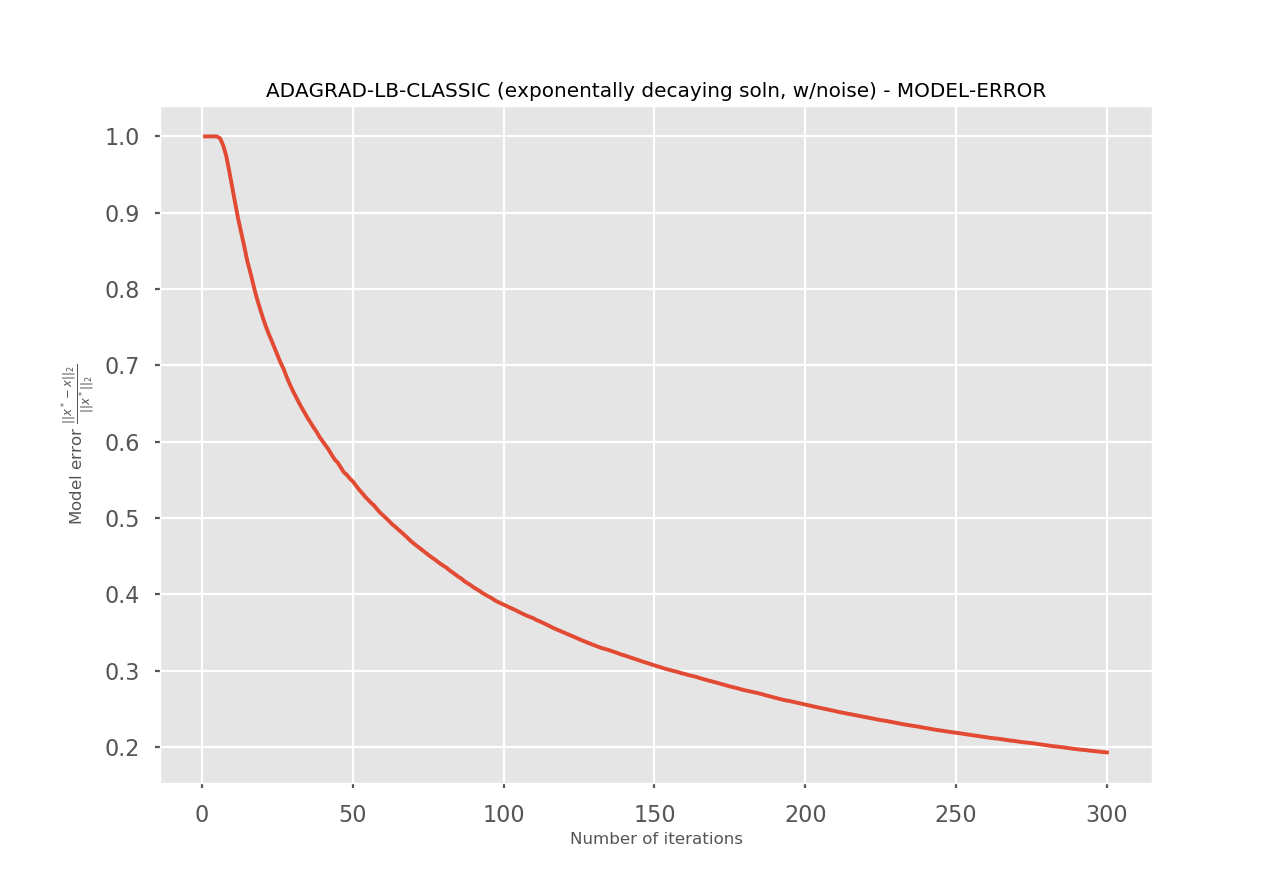 ADAGRAD-LB-CLASSIC (exponentially decaying soln, w/noise) - MODEL-ERROR
1.0
0.9
0.8
0.7
0.6
0.5
0.4
0.3
0.2
Model error ||x* − x||₂ / ||x*||₂
0 50 100 150 200 250 300
Number of iterations